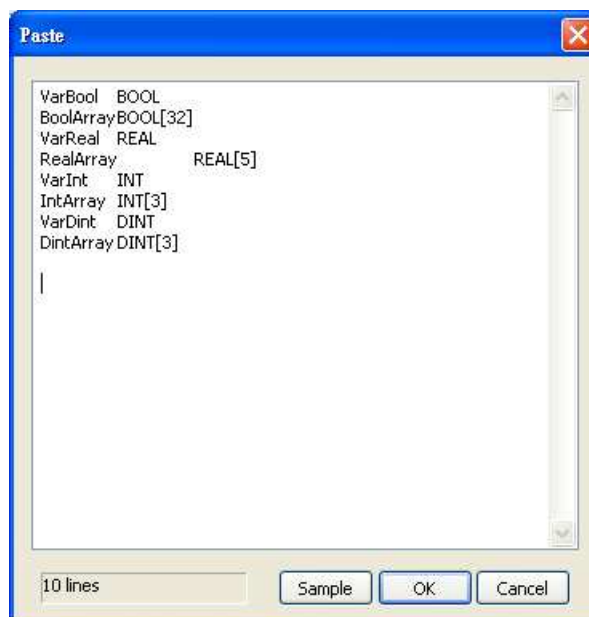 Paste
VarBool BOOL
BoolArray BOOL[32]
VarReal REAL
RealArray REAL[5]
VarInt INT
IntArray INT[3]
VarDint DINT
DintArray DINT[3]
10 lines
Sample
OK
Cancel